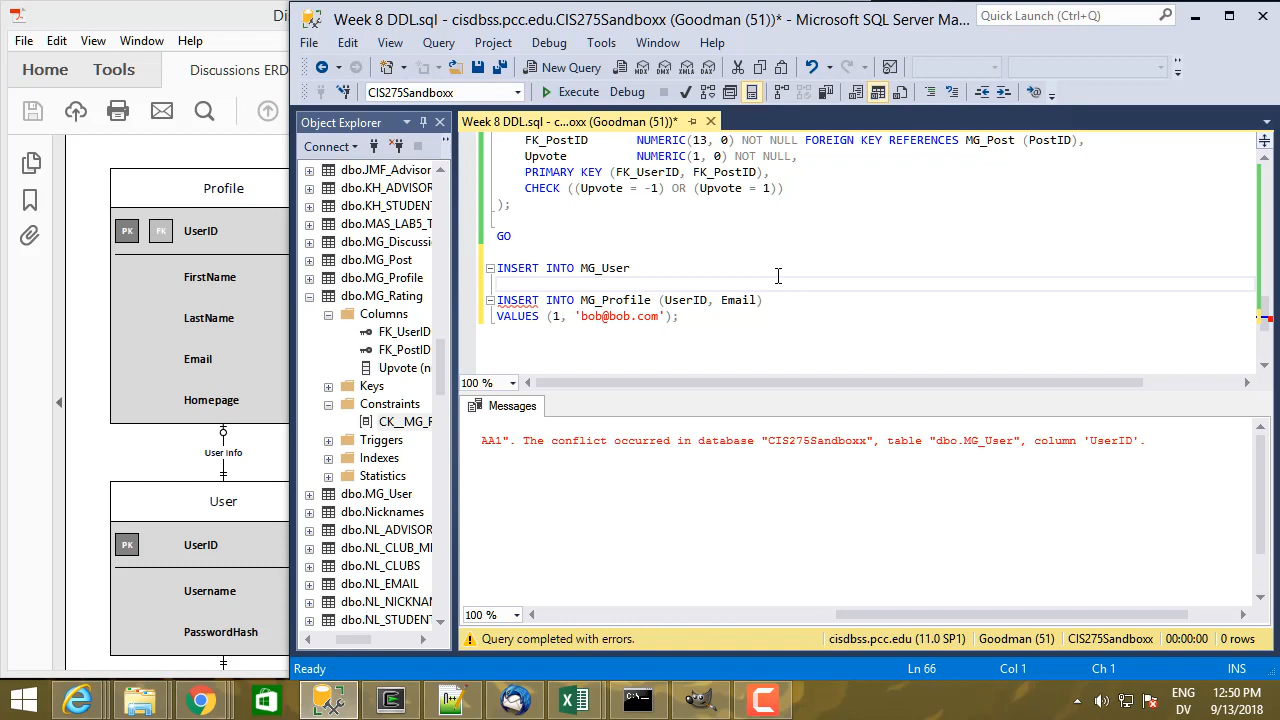 Di
File Edit View Window Help
Home Tools Discussions ERD
Profile
PK FK UserID
FirstName
LastName
Email
Homepage
User Info
User
PK UserID
Username
PasswordHash
Week 8 DDL.sql - cisdbss.pcc.edu.CIS275Sandboxx (Goodman (51))* - Microsoft SQL Server Ma...
Quick Launch (Ctrl+Q)
File Edit View Query Project Debug Tools Window Help
New Query MDX DMX XMLA DAX
CIS275Sandboxx Execute Debug
Object Explorer
Connect
dbo.JMF_Advisor
dbo.KH_ADVISOR
dbo.KH_STUDENT
dbo.MAS_LAB5_T
dbo.MG_Discussi
dbo.MG_Post
dbo.MG_Profile
dbo.MG_Rating
Columns
FK_UserID
FK_PostID
Upvote (n
Keys
Constraints
CK__MG_R
Triggers
Indexes
Statistics
dbo.MG_User
dbo.Nicknames
dbo.NL_ADVISOR
dbo.NL_CLUB_ME
dbo.NL_CLUBS
dbo.NL_EMAIL
dbo.NL_NICKNAM
dbo.NL_STUDENT
Week 8 DDL.sql - c...oxx (Goodman (51))*
FK_PostID NUMERIC(13, 0) NOT NULL FOREIGN KEY REFERENCES MG_Post (PostID),
Upvote NUMERIC(1, 0) NOT NULL,
PRIMARY KEY (FK_UserID, FK_PostID),
CHECK ((Upvote = -1) OR (Upvote = 1))
);
GO
INSERT INTO MG_User
INSERT INTO MG_Profile (UserID, Email)
VALUES (1, 'bob@bob.com');
100 %
Messages
AA1". The conflict occurred in database "CIS275Sandboxx", table "dbo.MG_User", column 'UserID'.
100 %
Query completed with errors. cisdbss.pcc.edu (11.0 SP1) Goodman (51) CIS275Sandboxx 00:00:00 0 rows
Ready Ln 66 Col 1 Ch 1 INS
ENG 12:50 PM
DV 9/13/2018